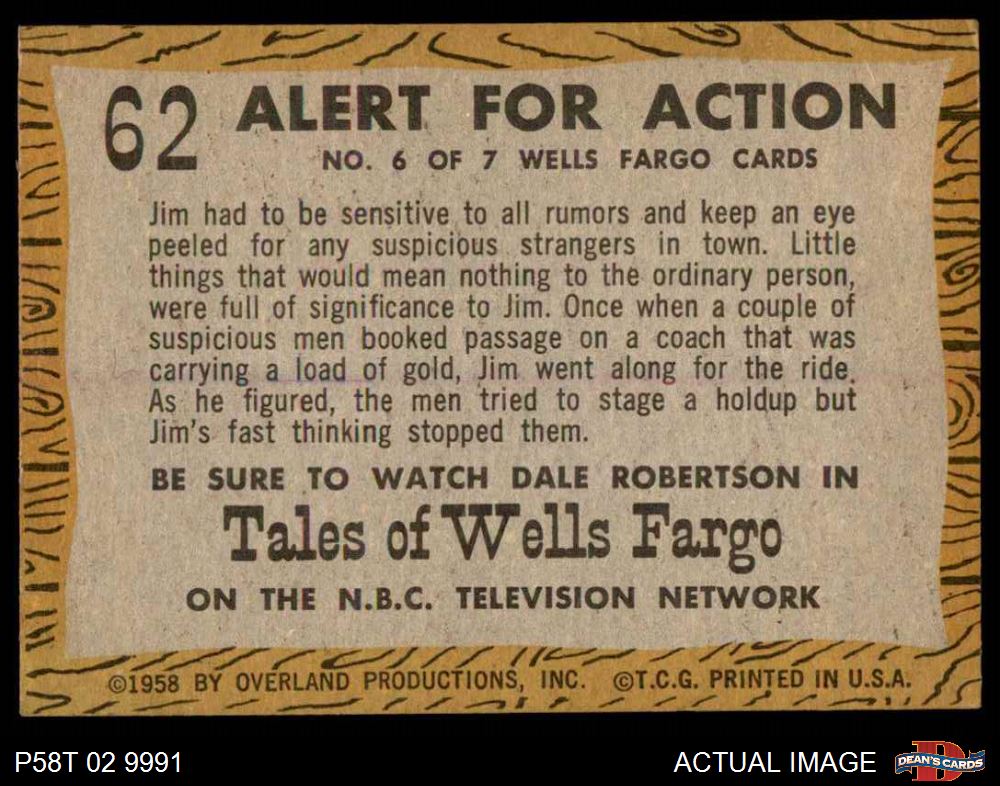 62 ALERT FOR ACTION
NO. 6 OF 7 WELLS FARGO CARDS
Jim had to be sensitive to all rumors and keep an eye
peeled for any suspicious strangers in town. Little
things that would mean nothing to the ordinary person,
were full of significance to Jim. Once when a couple of
suspicious men booked passage on a coach that was
carrying a load of gold, Jim went along for the ride.
As he figured, the men tried to stage a holdup but
Jim's fast thinking stopped them.
BE SURE TO WATCH DALE ROBERTSON IN
Tales of Wells Fargo
ON THE N.B.C. TELEVISION NETWORK
©1958 BY OVERLAND PRODUCTIONS, INC. ©T.C.G. PRINTED IN U.S.A.
P58T 02 9991 ACTUAL IMAGE D DEAN'S CARDS